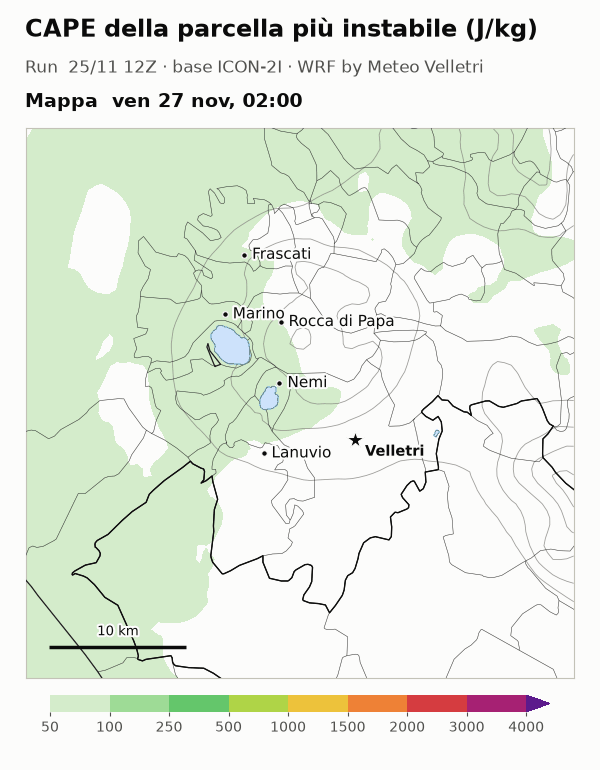 CAPE della parcella più instabile (J/kg)
Run  25/11 12Z · base ICON-2I · WRF by Meteo Velletri
Mappa  ven 27 nov, 02:00
Frascati
Marino
Rocca di Papa
Nemi
Lanuvio
Velletri
10 km
50 100 250 500 1000 1500 2000 3000 4000